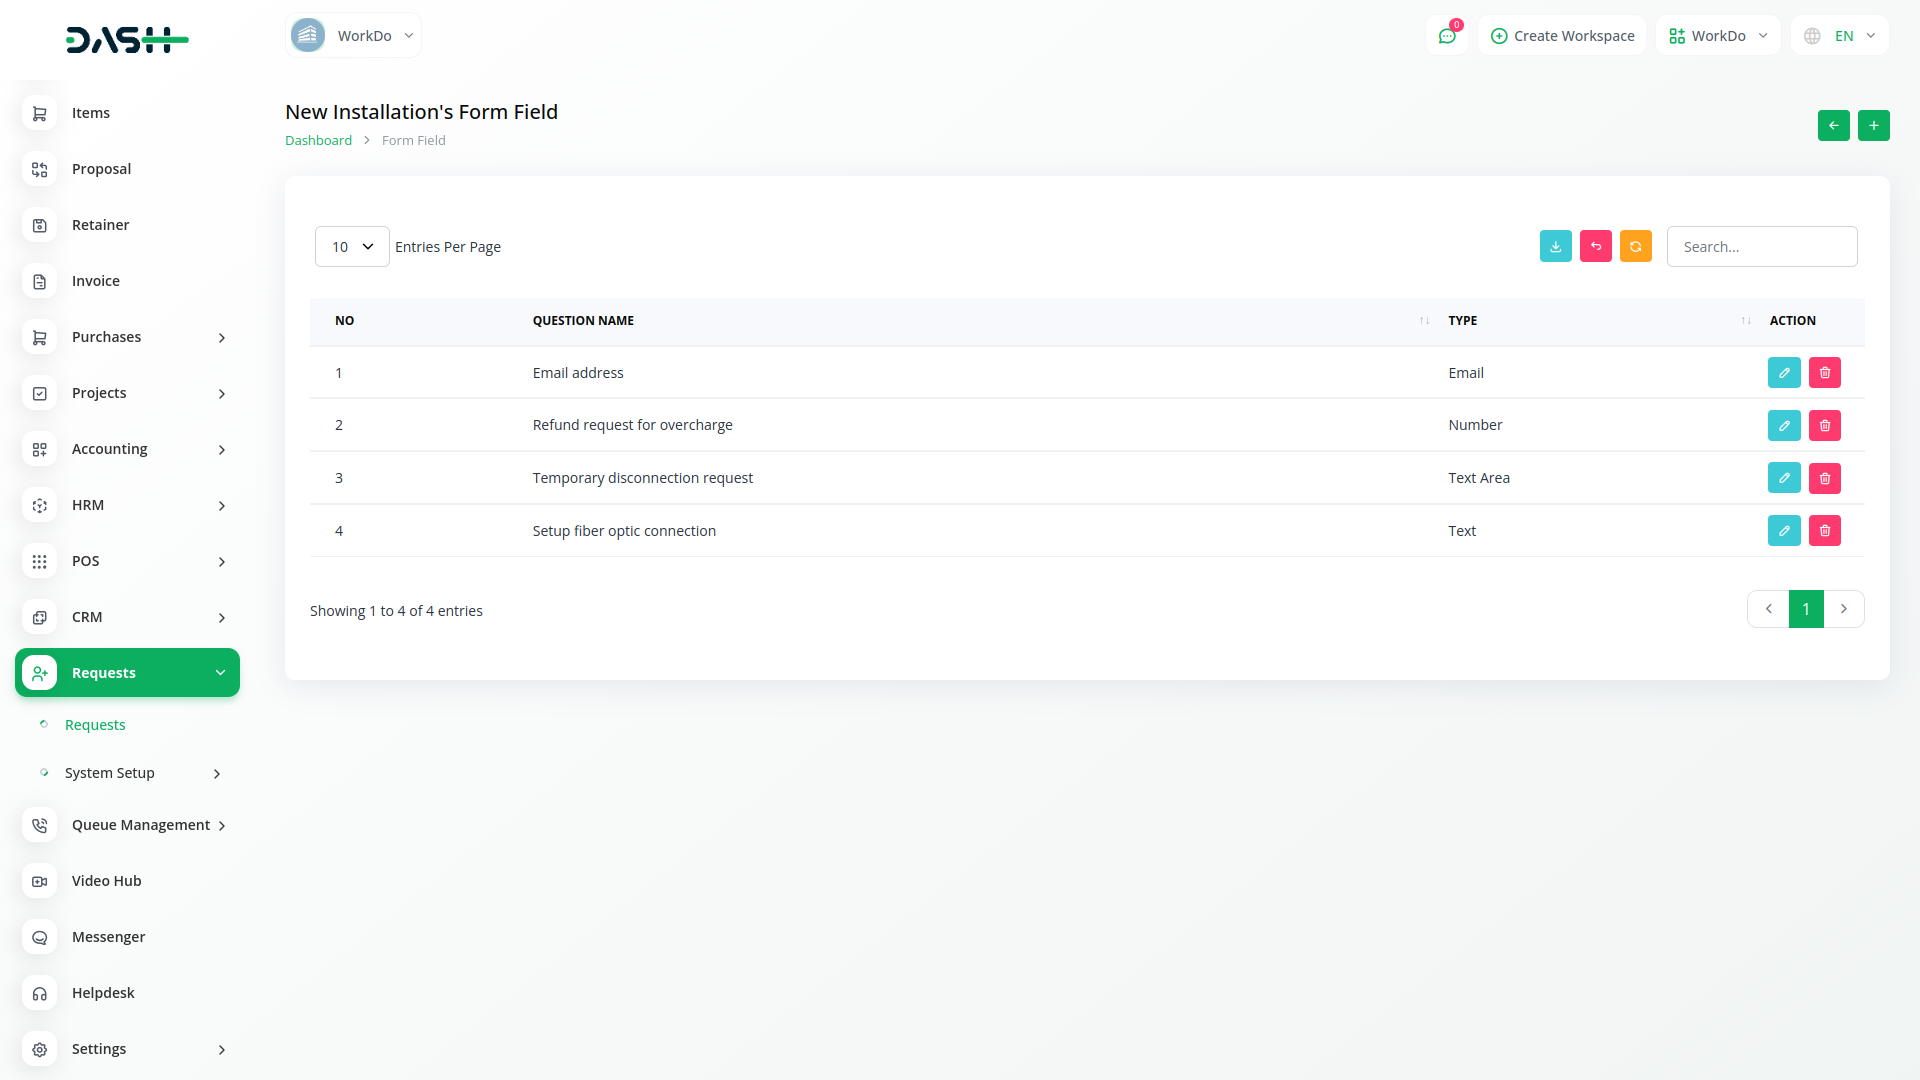 DASH
WorkDo
0
Create Workspace
WorkDo
EN
Items
Proposal
Retainer
Invoice
Purchases
Projects
Accounting
HRM
POS
CRM
Requests
Requests
System Setup
Queue Management
Video Hub
Messenger
Helpdesk
Settings
New Installation's Form Field
Dashboard > Form Field
10 Entries Per Page
Search...
NO QUESTION NAME TYPE ACTION
1 Email address Email
2 Refund request for overcharge Number
3 Temporary disconnection request Text Area
4 Setup fiber optic connection Text
Showing 1 to 4 of 4 entries
1